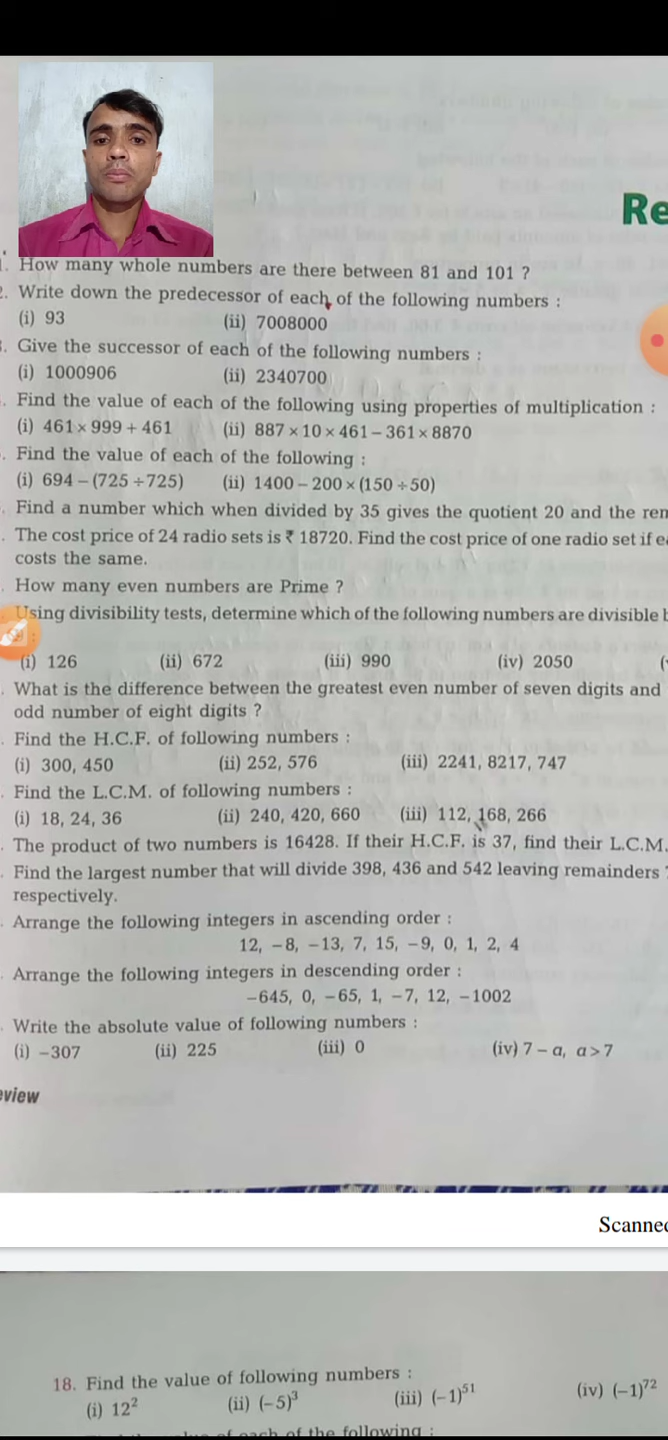 Re
. How many whole numbers are there between 81 and 101 ?
. Write down the predecessor of each of the following numbers :
(i) 93 (ii) 7008000
. Give the successor of each of the following numbers :
(i) 1000906 (ii) 2340700
. Find the value of each of the following using properties of multiplication :
(i) 461 × 999 + 461 (ii) 887 × 10 × 461 – 361 × 8870
. Find the value of each of the following :
(i) 694 – (725 ÷ 725) (ii) 1400 – 200 × (150 ÷ 50)
. Find a number which when divided by 35 gives the quotient 20 and the
. The cost price of 24 radio sets is ₹ 18720. Find the cost price of one radio set if
costs the same.
. How many even numbers are Prime ?
Using divisibility tests, determine which of the following numbers are divisible
(i) 126 (ii) 672 (iii) 990 (iv) 2050
. What is the difference between the greatest even number of seven digits and
odd number of eight digits ?
. Find the H.C.F. of following numbers :
(i) 300, 450 (ii) 252, 576 (iii) 2241, 8217, 747
. Find the L.C.M. of following numbers :
(i) 18, 24, 36 (ii) 240, 420, 660 (iii) 112, 168, 266
. The product of two numbers is 16428. If their H.C.F. is 37, find their L.C.M.
. Find the largest number that will divide 398, 436 and 542 leaving remainders
respectively.
. Arrange the following integers in ascending order :
12, –8, –13, 7, 15, –9, 0, 1, 2, 4
. Arrange the following integers in descending order :
–645, 0, –65, 1, –7, 12, –1002
. Write the absolute value of following numbers :
(i) –307 (ii) 225 (iii) 0 (iv) 7 – a, a > 7
eview
Scanned
18. Find the value of following numbers :
(i) 12² (ii) (–5)³ (iii) (–1)⁵¹ (iv) (–1)⁷²
of each of the following :